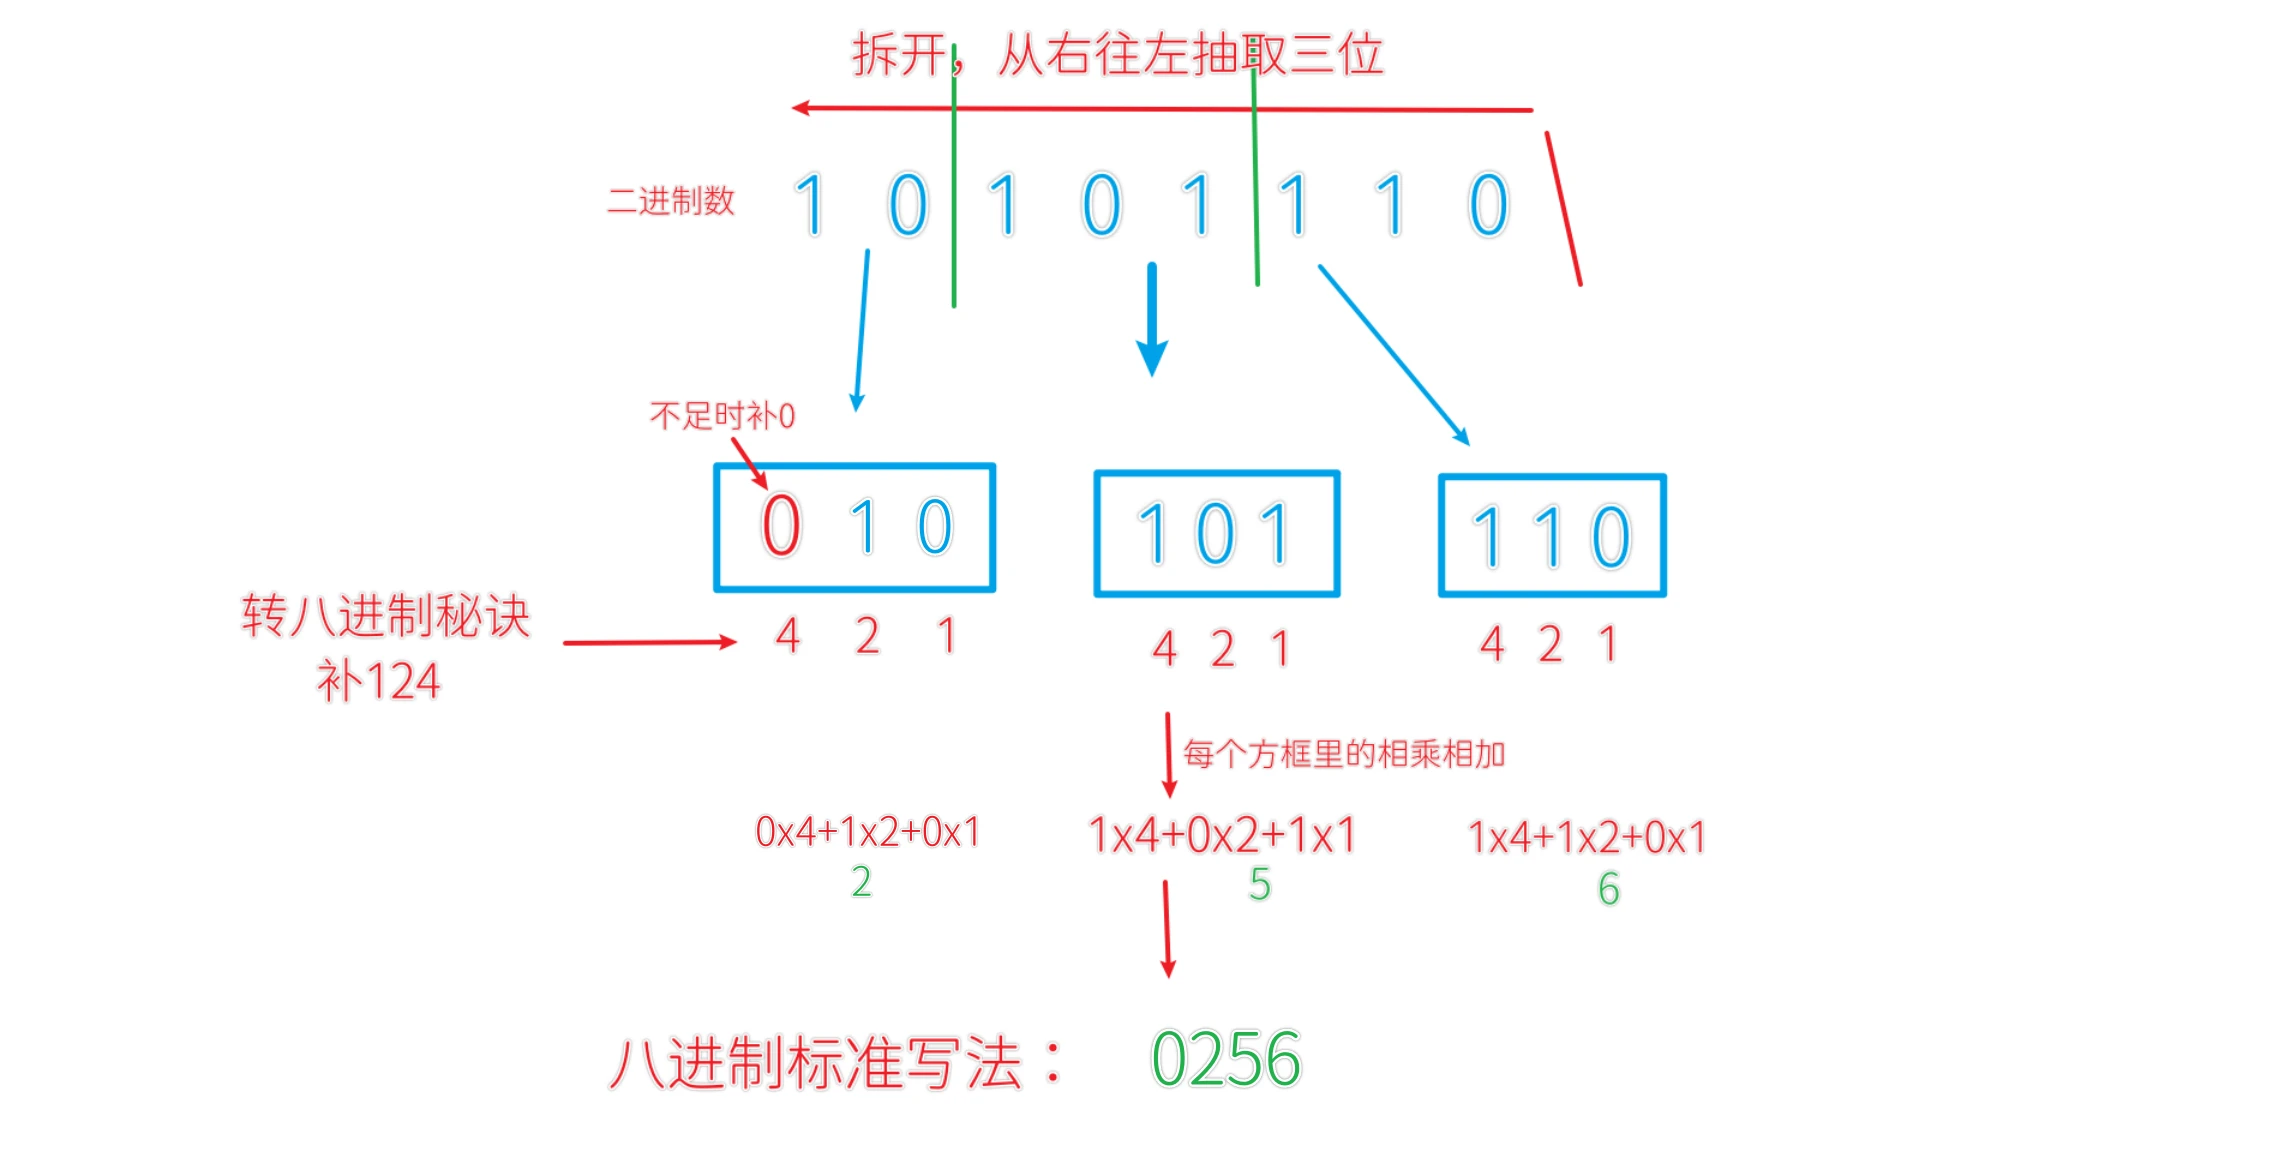 拆开，从右往左抽取三位
二进制数 1 0 1 0 1 1 1 0
不足时补0
0 1 0 101 110
转八进制秘诀
补124
4 2 1 4 2 1 4 2 1
每个方框里的相乘相加
0x4+1x2+0x1 1x4+0x2+1x1 1x4+1x2+0x1
2 5 6
八进制标准写法： 0256